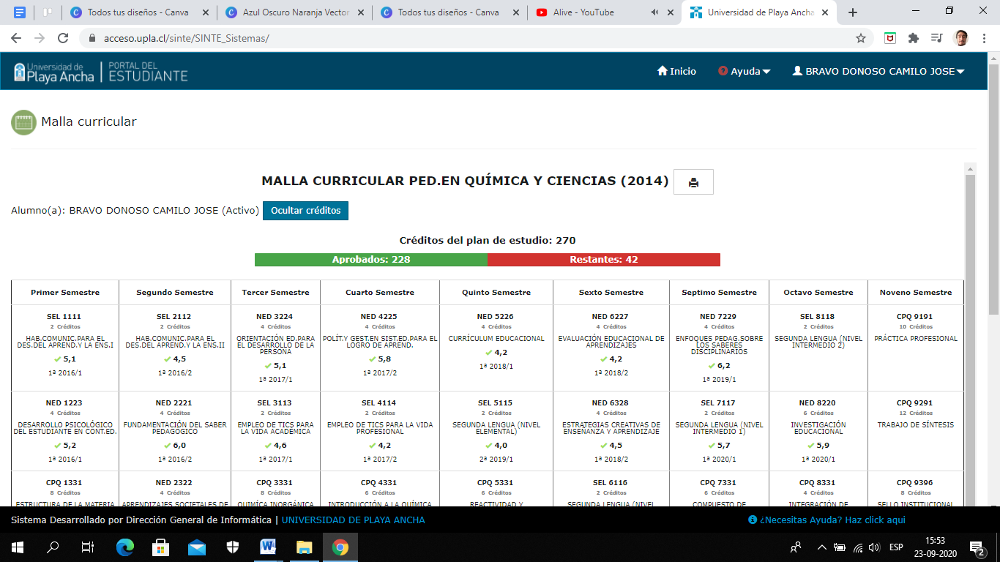 Todos tus diseños - Canva
Azul Oscuro Naranja Vector
Todos tus diseños - Canva
Alive - YouTube
Universidad de Playa Ancha
acceso.upla.cl/sinte/SINTE_Sistemas/
Universidad de
Playa Ancha
PORTAL DEL
ESTUDIANTE
Inicio
Ayuda
BRAVO DONOSO CAMILO JOSE
Malla curricular
MALLA CURRICULAR PED.EN QUÍMICA Y CIENCIAS (2014)
Alumno(a): BRAVO DONOSO CAMILO JOSE (Activo) Ocultar créditos
Créditos del plan de estudio: 270
Aprobados: 228 Restantes: 42
Primer Semestre Segundo Semestre Tercer Semestre Cuarto Semestre Quinto Semestre Sexto Semestre Septimo Semestre Octavo Semestre Noveno Semestre
SEL 1111
2 Créditos
HAB.COMUNIC.PARA EL
DES.DEL APREND.Y LA ENS.I
5,1
1ª 2016/1
SEL 2112
2 Créditos
HAB.COMUNIC.PARA EL
DES.DEL APREND.Y LA ENS.II
4,5
1ª 2016/2
NED 3224
4 Créditos
ORIENTACIÓN ED.PARA
EL DESARROLLO DE LA
PERSONA
5,1
1ª 2017/1
NED 4225
4 Créditos
POLÍT.Y GEST.EN SIST.ED.PARA EL
LOGRO DE APREND.
5,8
1ª 2017/2
NED 5226
4 Créditos
CURRÍCULUM EDUCACIONAL
4,2
1ª 2018/1
NED 6227
4 Créditos
EVALUACIÓN EDUCACIONAL DE
APRENDIZAJES
4,2
1ª 2018/2
NED 7229
4 Créditos
ENFOQUES PEDAG.SOBRE
LOS SABERES
DISCIPLINARIOS
6,2
1ª 2019/1
SEL 8118
2 Créditos
SEGUNDA LENGUA (NIVEL
INTERMEDIO 2)
CPQ 9191
10 Créditos
PRÁCTICA PROFESIONAL
NED 1223
4 Créditos
DESARROLLO PSICOLÓGICO
DEL ESTUDIANTE EN CONT.ED.
5,2
1ª 2016/1
NED 2221
4 Créditos
FUNDAMENTACIÓN DEL SABER
PEDAGÓGICO
6,0
1ª 2016/2
SEL 3113
2 Créditos
EMPLEO DE TICS PARA
LA VIDA ACADÉMICA
4,6
1ª 2017/1
SEL 4114
2 Créditos
EMPLEO DE TICS PARA LA VIDA
PROFESIONAL
4,2
1ª 2017/2
SEL 5115
2 Créditos
SEGUNDA LENGUA (NIVEL
ELEMENTAL)
4,0
2ª 2019/1
NED 6328
4 Créditos
ESTRATEGIAS CREATIVAS DE
ENSEÑANZA Y APRENDIZAJE
4,5
1ª 2018/2
SEL 7117
2 Créditos
SEGUNDA LENGUA (NIVEL
INTERMEDIO 1)
5,7
1ª 2020/1
NED 8220
6 Créditos
INVESTIGACIÓN
EDUCACIONAL
5,9
1ª 2020/1
CPQ 9291
12 Créditos
TRABAJO DE SÍNTESIS
CPQ 1331
8 Créditos
ESTRUCTURA DE LA MATERIA
NED 2322
4 Créditos
APRENDIZAJES SOCIETALES DE
CPQ 3331
8 Créditos
QUIMÍCA INORGÁNICA
CPQ 4331
6 Créditos
INTRODUCCIÓN A LA QUÍMICA
CPQ 5331
6 Créditos
REACTIVIDAD Y
SEL 6116
2 Créditos
SEGUNDA LENGUA (NIVEL
CPQ 7331
6 Créditos
COMPUESTO DE
CPQ 8331
4 Créditos
INTEGRACIÓN DE
CPQ 9396
8 Créditos
SELLO INSTITUCIONAL
Sistema Desarrollado por Dirección General de Informática | UNIVERSIDAD DE PLAYA ANCHA
¿Necesitas Ayuda? Haz click aqui
ESP
15:53
23-09-2020
2